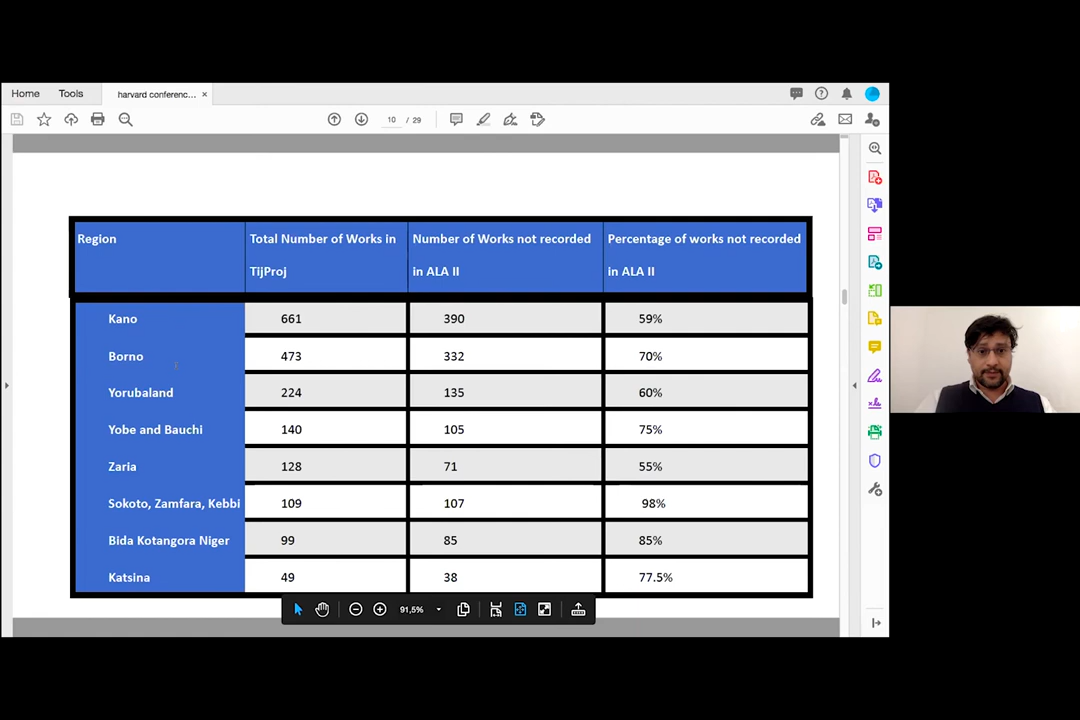 Home Tools harvard conferenc... ×
10 / 29
Region Total Number of Works in TijProj Number of Works not recorded in ALA II Percentage of works not recorded in ALA II
Kano 661 390 59%
Borno 473 332 70%
Yorubaland 224 135 60%
Yobe and Bauchi 140 105 75%
Zaria 128 71 55%
Sokoto, Zamfara, Kebbi 109 107 98%
Bida Kotangora Niger 99 85 85%
Katsina 49 38 77.5%
91,5%